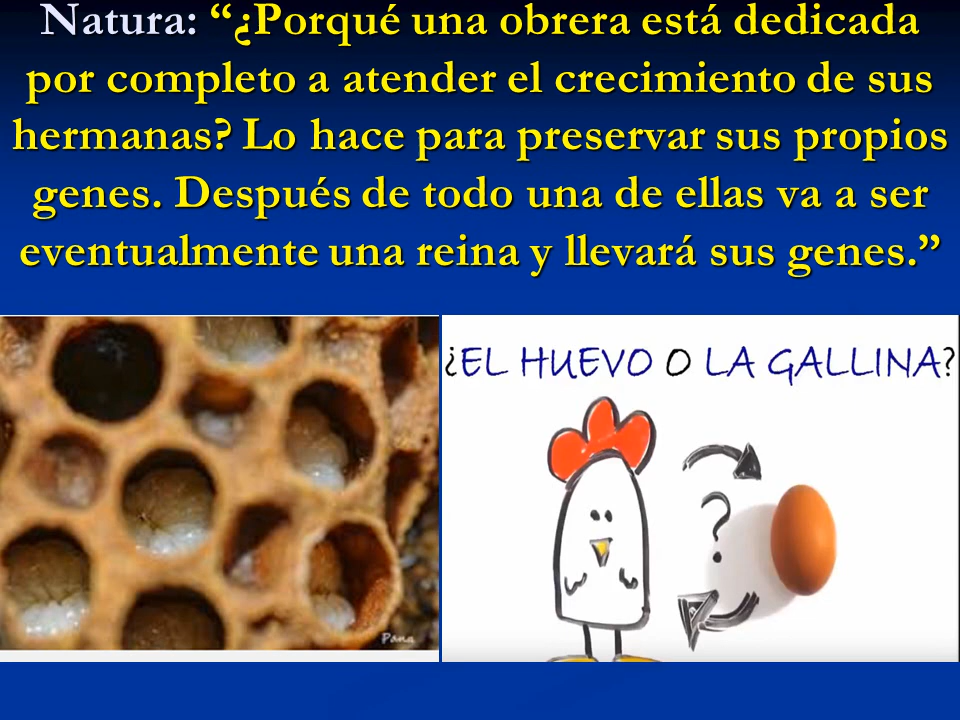 Natura: “¿Porqué una obrera está dedicada
por completo a atender el crecimiento de sus
hermanas? Lo hace para preservar sus propios
genes. Después de todo una de ellas va a ser
eventualmente una reina y llevará sus genes.”
¿EL HUEVO O LA GALLINA?
?
Pana